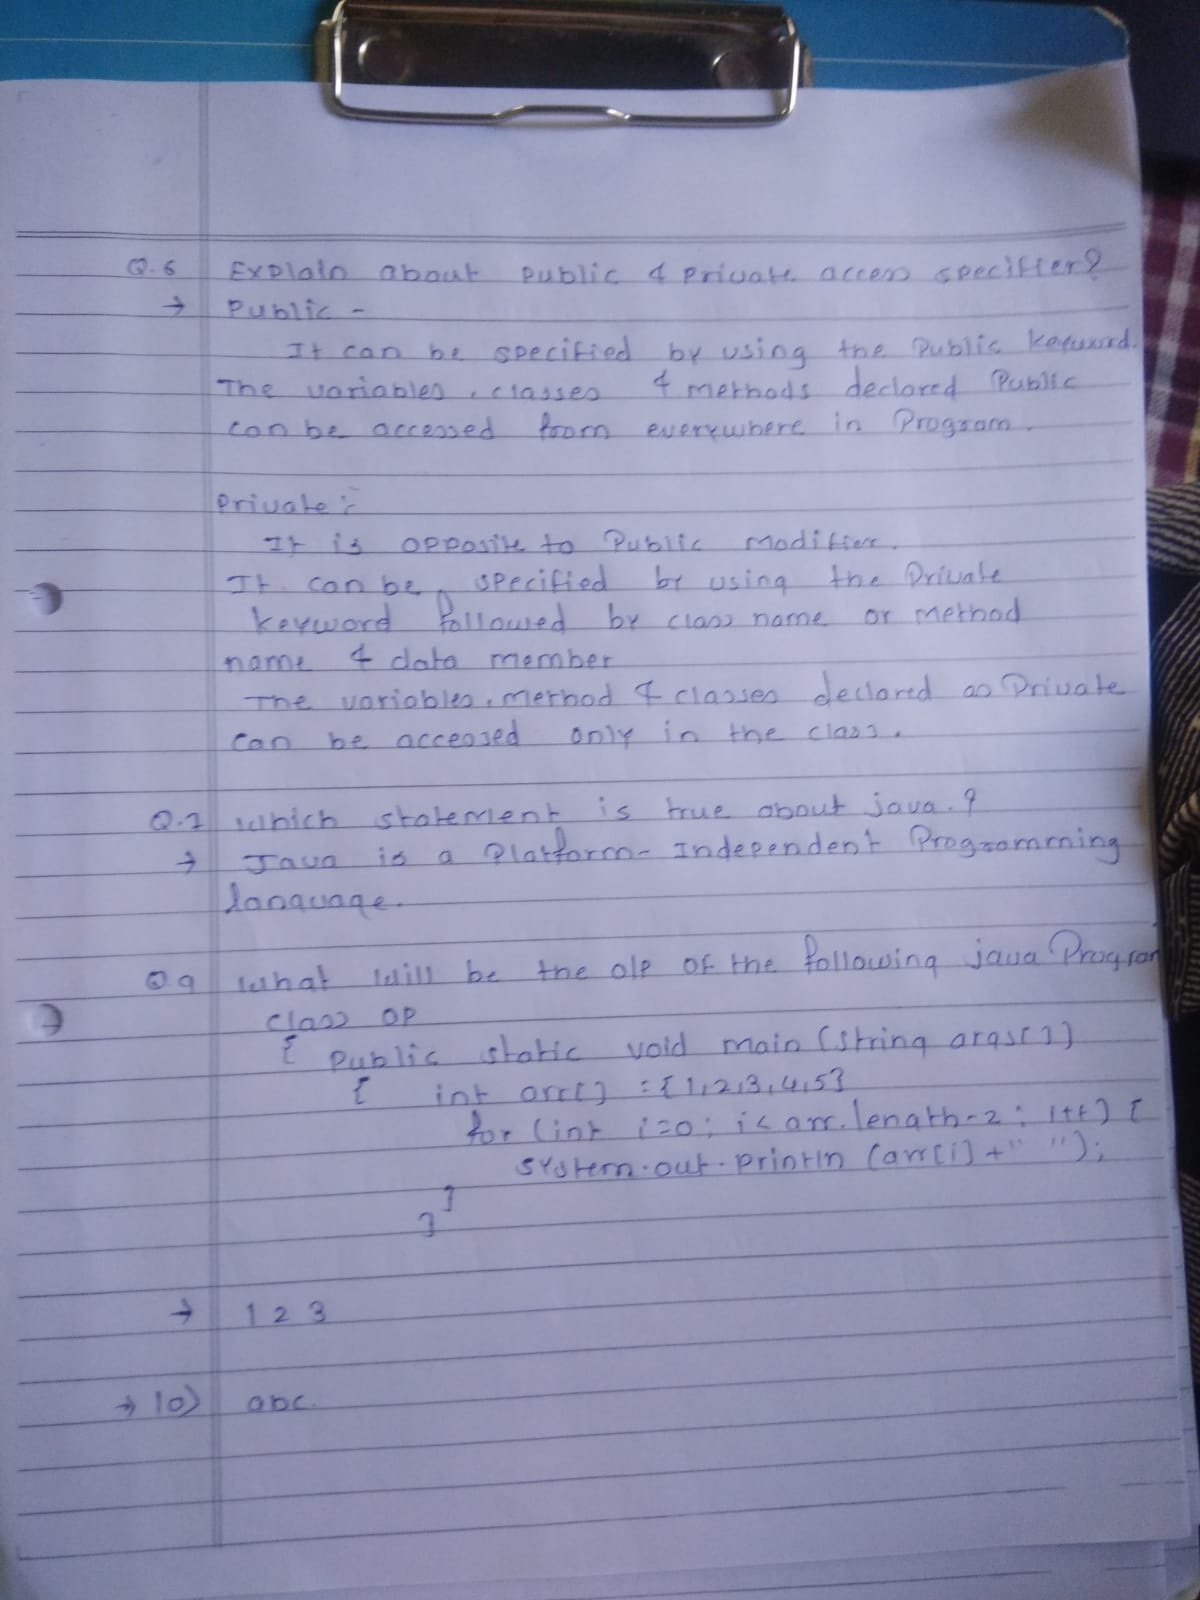 Q.6 Explain about public & private access specifier?
→ Public -
It can be specified by using the public keyword.
The variables, classes & methods declared Public
can be accessed from everywhere in Program.
Private :-
It is opposite to Public modifier.
It can be specified by using the private
keyword followed by class name or method
name & data member
The variables, method & classes declared as Private
can be accessed only in the class.
Q.7 which statement is true about java.?
→ Java is a Platform- Independent Programming
language.
Q.9 what will be the o/p of the following java Program
class op
{ public static void main (string args[])
{ int arr[] = {1,2,3,4,5}
for (int i=0; i< arr.length-2; i++) {
system.out.println (arr[i]+" ");
}
}
→ 1 2 3
→ 10) abc.